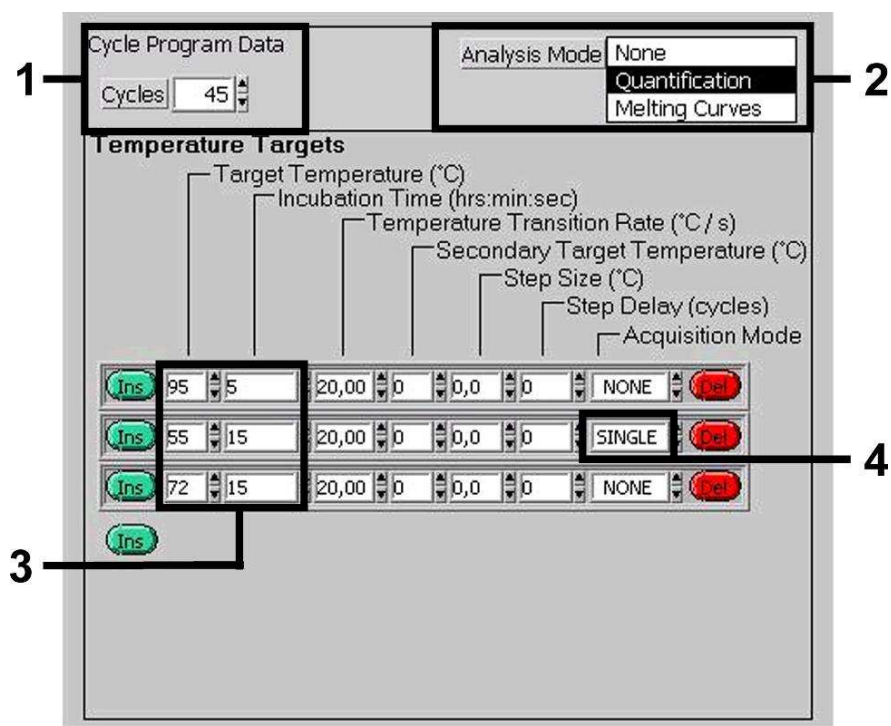 Cycle Program Data
1
Cycles 45
Analysis Mode None
Quantification
Melting Curves
2
Temperature Targets
Target Temperature (°C)
Incubation Time (hrs:min:sec)
Temperature Transition Rate (°C / s)
Secondary Target Temperature (°C)
Step Size (°C)
Step Delay (cycles)
Acquisition Mode
Ins 95 5 20,00 0 0,0 0 NONE Del
Ins 55 15 20,00 0 0,0 0 SINGLE Del
4
Ins 72 15 20,00 0 0,0 0 NONE Del
Ins
3